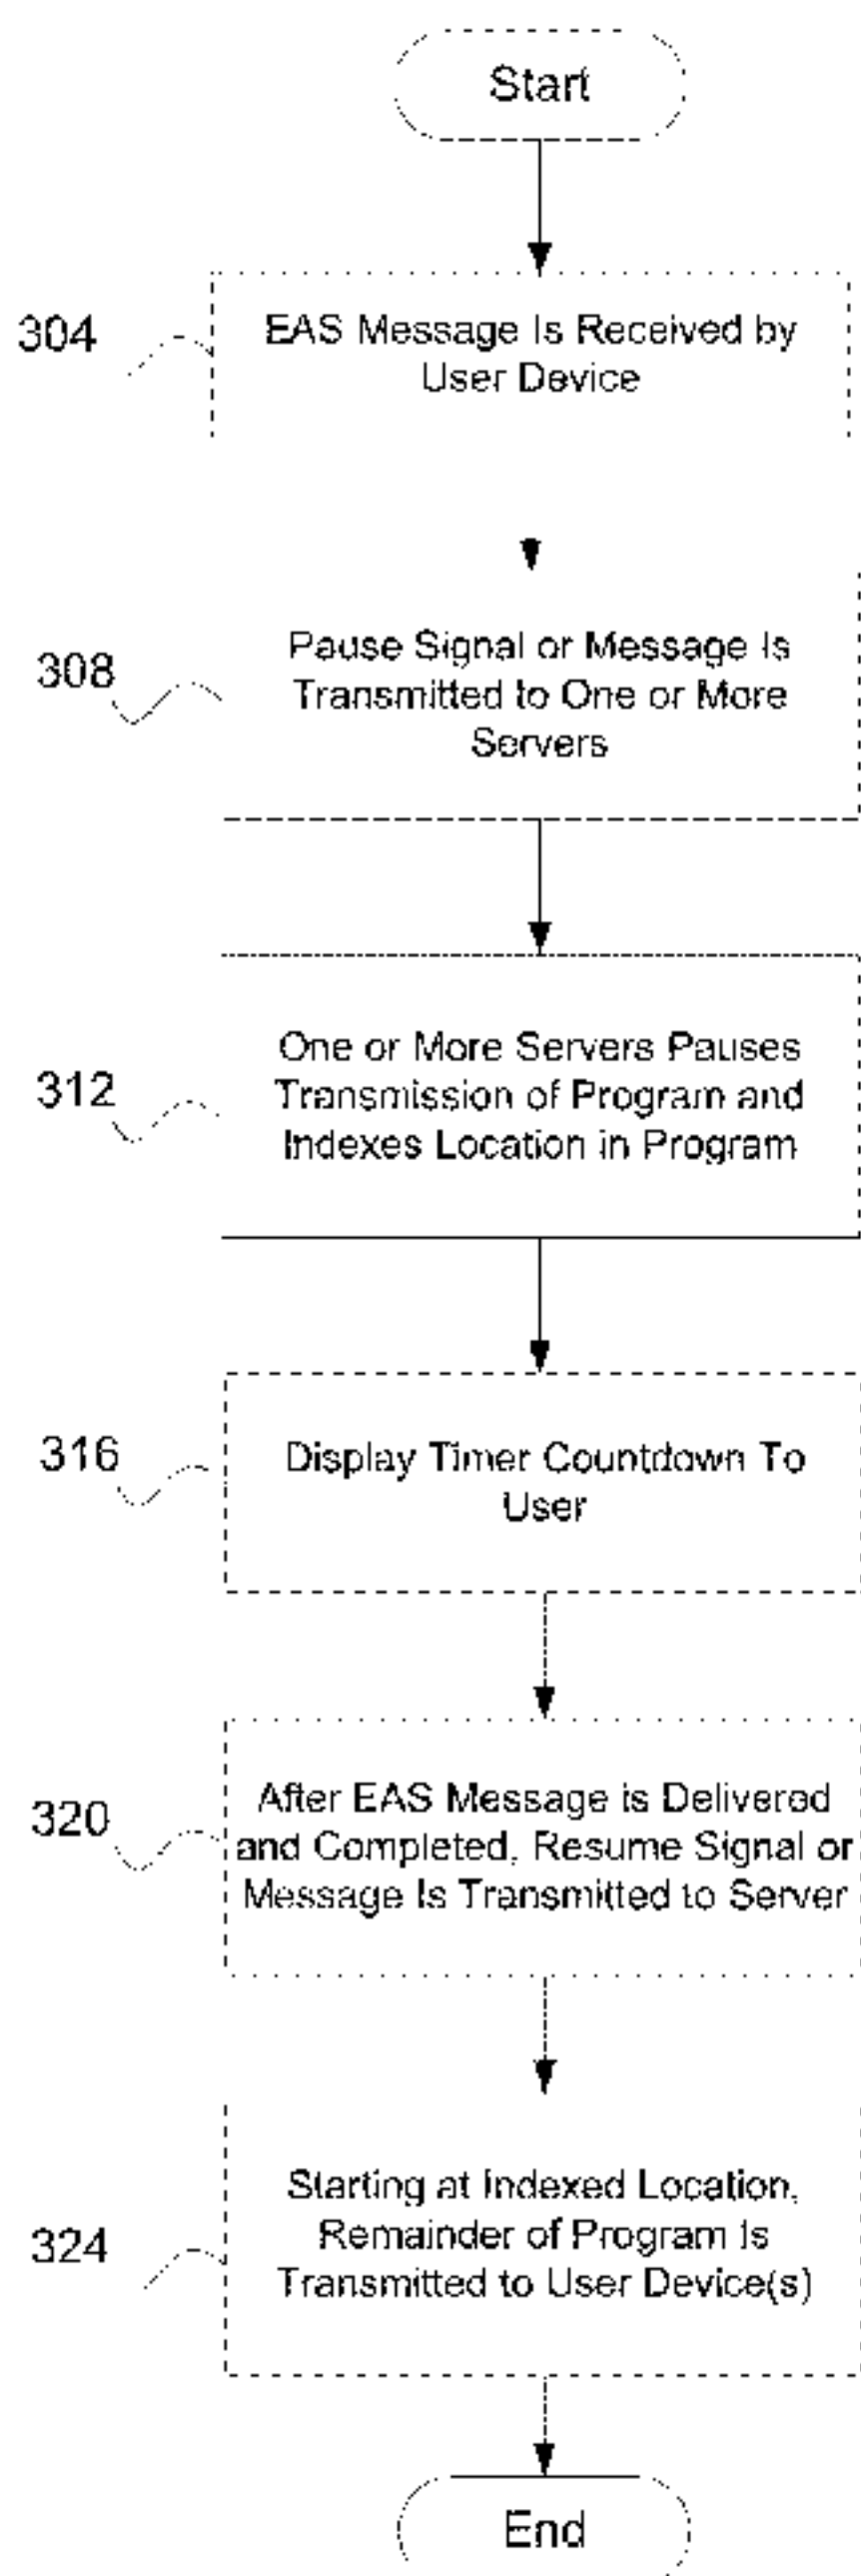 Start
304
EAS Message Is Received by
User Device
308
Pause Signal or Message Is
Transmitted to One or More
Servers
312
One or More Servers Pauses
Transmission of Program and
Indexes Location in Program
316
Display Timer Countdown To
User
320
After EAS Message is Delivered
and Completed, Resume Signal or
Message Is Transmitted to Server
324
Starting at Indexed Location,
Remainder of Program Is
Transmitted to User Device(s)
End